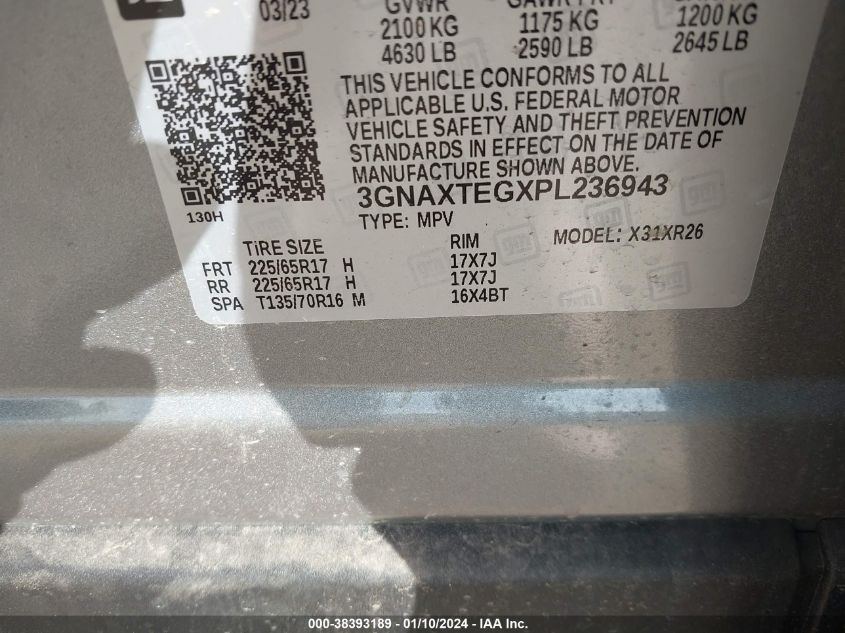 03/23 GVWR GAWR FRT
2100 KG 1175 KG 1200 KG
4630 LB 2590 LB 2645 LB
THIS VEHICLE CONFORMS TO ALL
APPLICABLE U.S. FEDERAL MOTOR
VEHICLE SAFETY AND THEFT PREVENTION
STANDARDS IN EFFECT ON THE DATE OF
MANUFACTURE SHOWN ABOVE.
3GNAXTEGXPL236943
130H
TYPE: MPV MODEL: X31XR26
TIRE SIZE RIM
FRT 225/65R17 H 17X7J
RR 225/65R17 H 17X7J
SPA T135/70R16 M 16X4BT
000-38393189 - 01/10/2024 - IAA Inc.